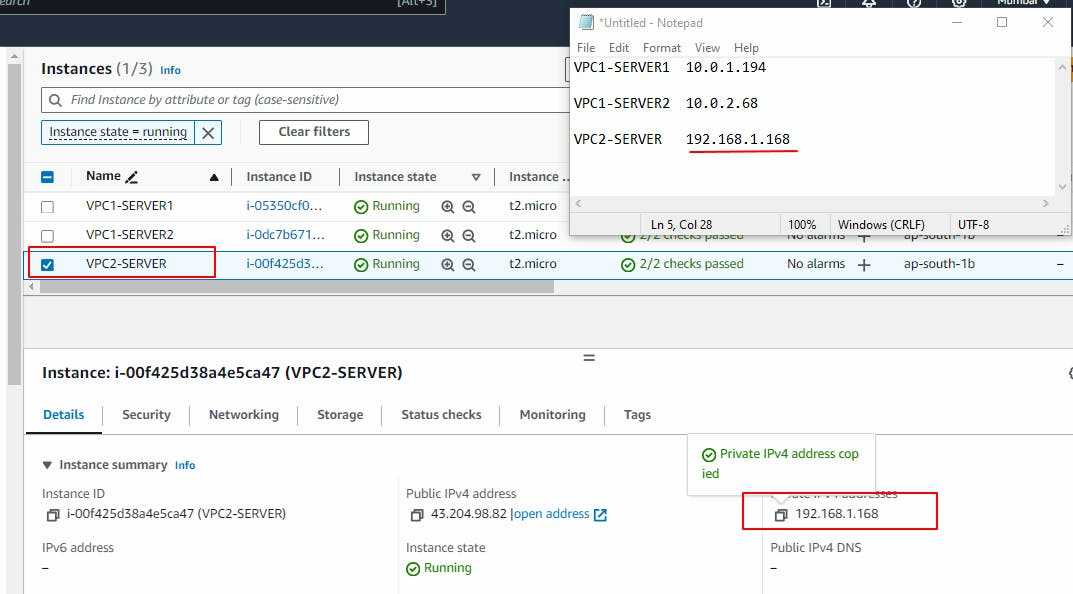 [Alt+S]
Mumbai
*Untitled - Notepad
File Edit Format View Help
VPC1-SERVER1 10.0.1.194
VPC1-SERVER2 10.0.2.68
VPC2-SERVER 192.168.1.168
Ln 5, Col 28 100% Windows (CRLF) UTF-8
Instances (1/3) Info
Find Instance by attribute or tag (case-sensitive)
Instance state = running
Clear filters
Name Instance ID Instance state Instance ...
VPC1-SERVER1 i-05350cf0... Running t2.micro
VPC1-SERVER2 i-0dc7b671... Running t2.micro 2/2 checks passed No alarms ap-south-1b –
VPC2-SERVER i-00f425d3... Running t2.micro 2/2 checks passed No alarms ap-south-1b –
Instance: i-00f425d38a4e5ca47 (VPC2-SERVER)
Details Security Networking Storage Status checks Monitoring Tags
Private IPv4 address cop
ied
Instance summary Info
Instance ID
i-00f425d38a4e5ca47 (VPC2-SERVER)
Public IPv4 address
43.204.98.82 |open address
Private IPv4 addresses
192.168.1.168
IPv6 address
–
Instance state
Running
Public IPv4 DNS
–